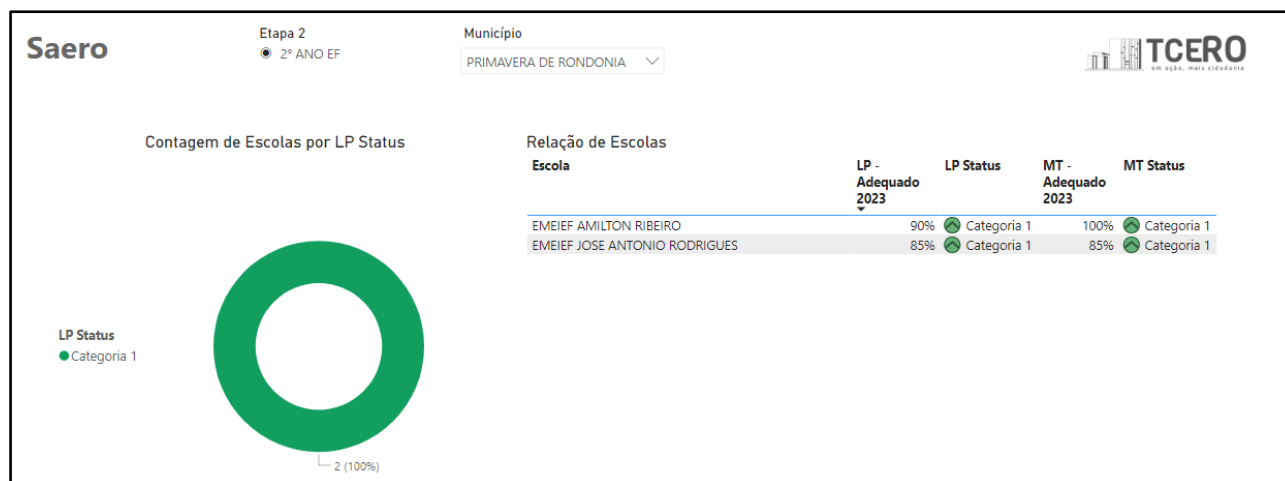 Saero
Etapa 2
2º ANO EF
Município
PRIMAVERA DE RONDONIA
TCERO
em ação, mais cidadania
Contagem de Escolas por LP Status
LP Status
Categoria 1
2 (100%)
Relação de Escolas
Escola LP - Adequado 2023 LP Status MT - Adequado 2023 MT Status
EMEIEF AMILTON RIBEIRO 90% Categoria 1 100% Categoria 1
EMEIEF JOSE ANTONIO RODRIGUES 85% Categoria 1 85% Categoria 1